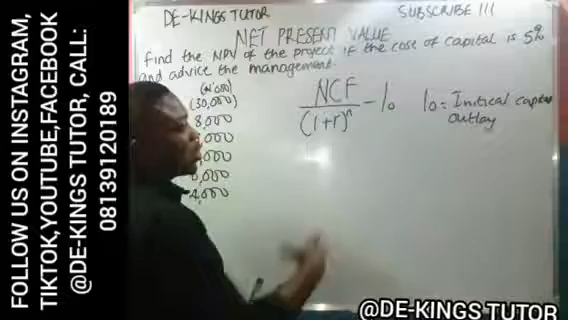 FOLLOW US ON INSTAGRAM,
TIKTOK,YOUTUBE,FACEBOOK
@DE-KINGS TUTOR, CALL:
08139120189
DE-KINGS TUTOR
SUBSCRIBE !!!
NET PRESENT VALUE
find the NPV of the project if the cost of capital is 5%
and advice the management.
(N'000)
(30,000)
8,000
,000
,000
,000
4,000
NCF
(1+r)ⁿ
- I₀
I₀ = Initial capital
Outlay
@DE-KINGS TUTOR